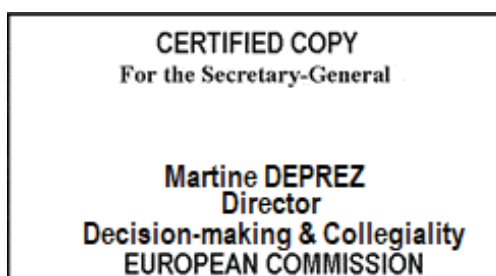 CERTIFIED COPY
For the Secretary-General
Martine DEPREZ
Director
Decision-making & Collegiality
EUROPEAN COMMISSION